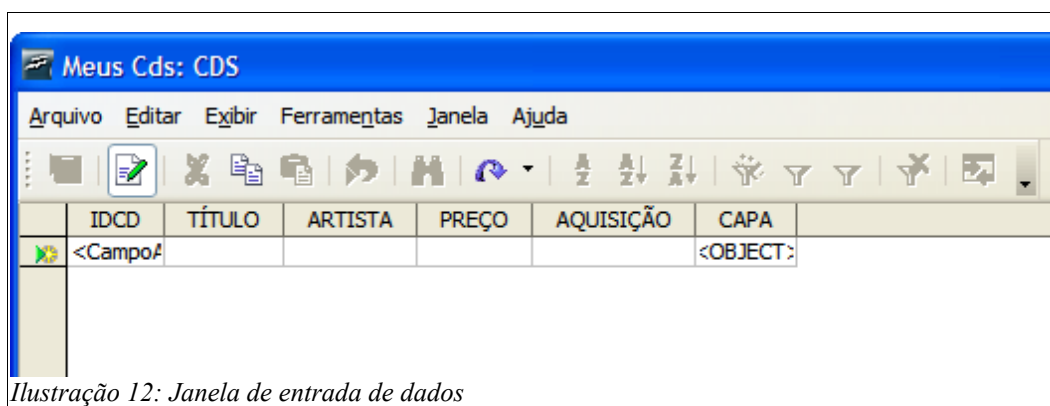 Meus Cds: CDS
Arquivo Editar Exibir Ferramentas Janela Ajuda
IDCD TÍTULO ARTISTA PREÇO AQUISIÇÃO CAPA
<CampoA <OBJECT>
Ilustração 12: Janela de entrada de dados